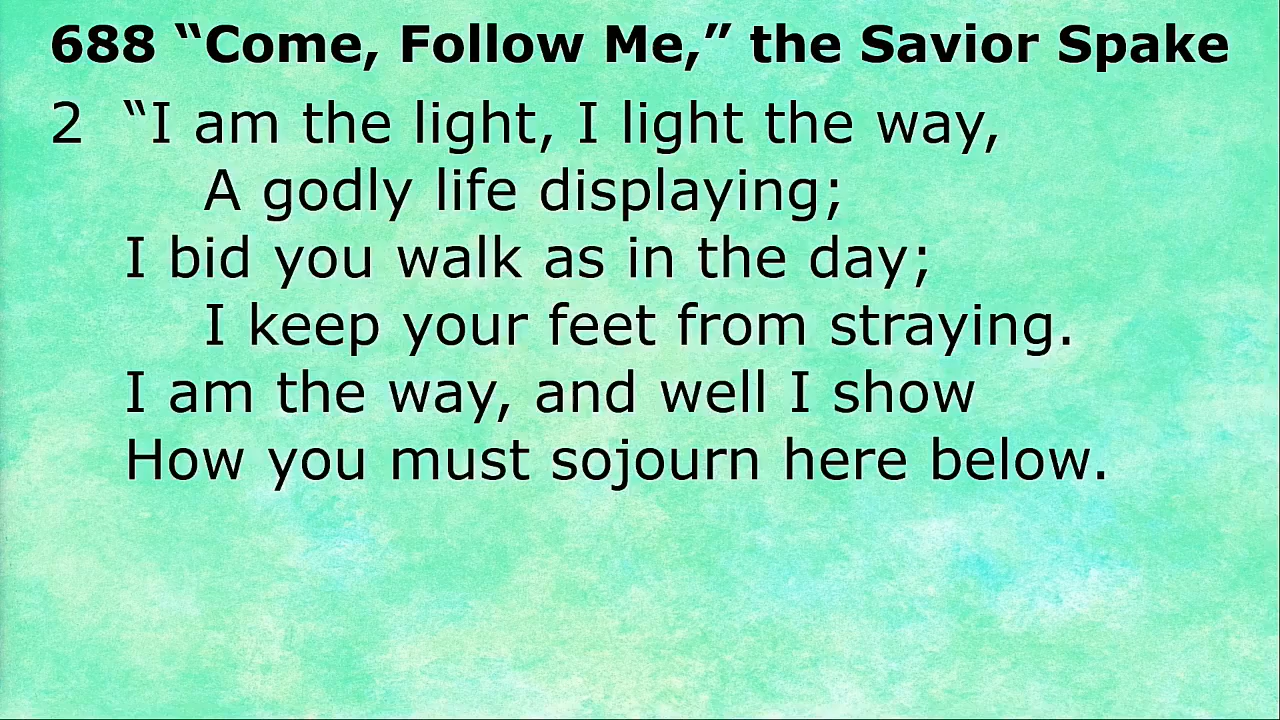 688 “Come, Follow Me,” the Savior Spake
2 “I am the light, I light the way,
A godly life displaying;
I bid you walk as in the day;
I keep your feet from straying.
I am the way, and well I show
How you must sojourn here below.